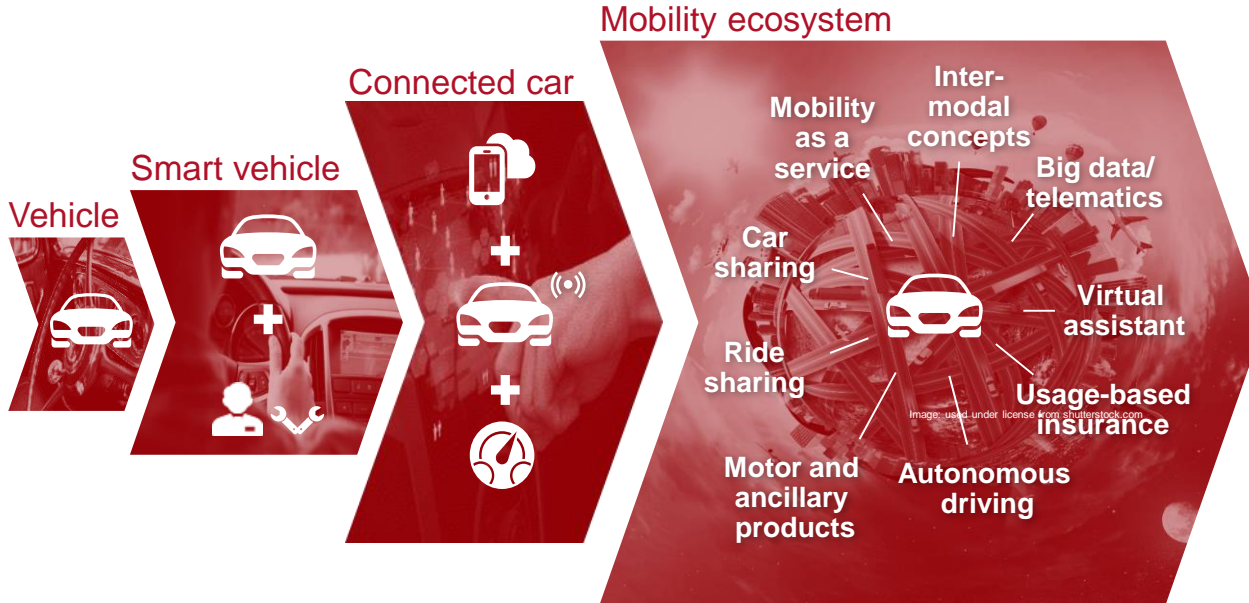 Mobility ecosystem
Connected car
Smart vehicle
Vehicle
Inter-
modal
concepts
Mobility
as a
service
Big data/
telematics
Car
sharing
Virtual
assistant
Ride
sharing
Usage-based
insurance
Image: used under license from shutterstock.com
Motor and
ancillary
products
Autonomous
driving